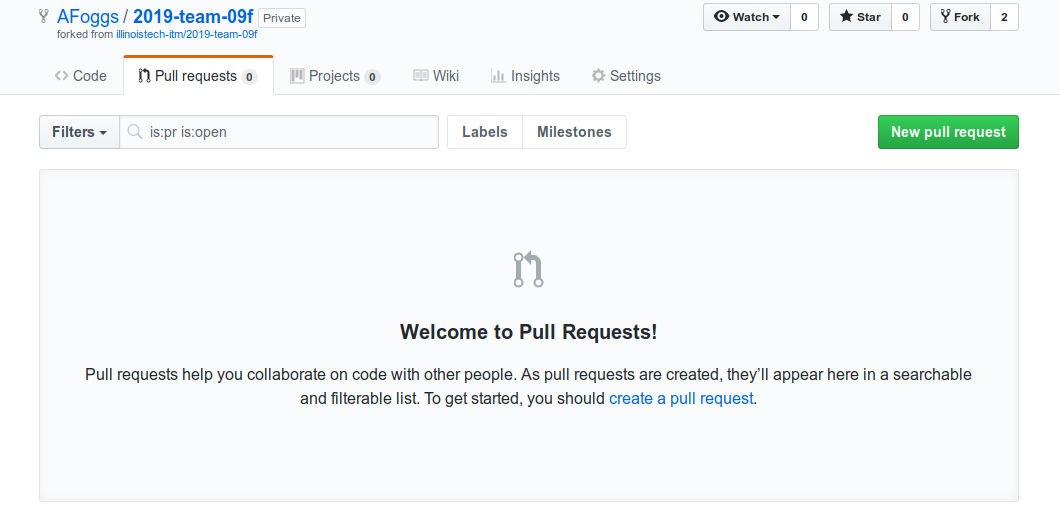 AFoggs / 2019-team-09f Private
forked from illinoistech-itm/2019-team-09f
Watch 0 Star 0 Fork 2
Code Pull requests 0 Projects 0 Wiki Insights Settings
Filters is:pr is:open Labels Milestones New pull request
Welcome to Pull Requests!
Pull requests help you collaborate on code with other people. As pull requests are created, they’ll appear here in a searchable
and filterable list. To get started, you should create a pull request.